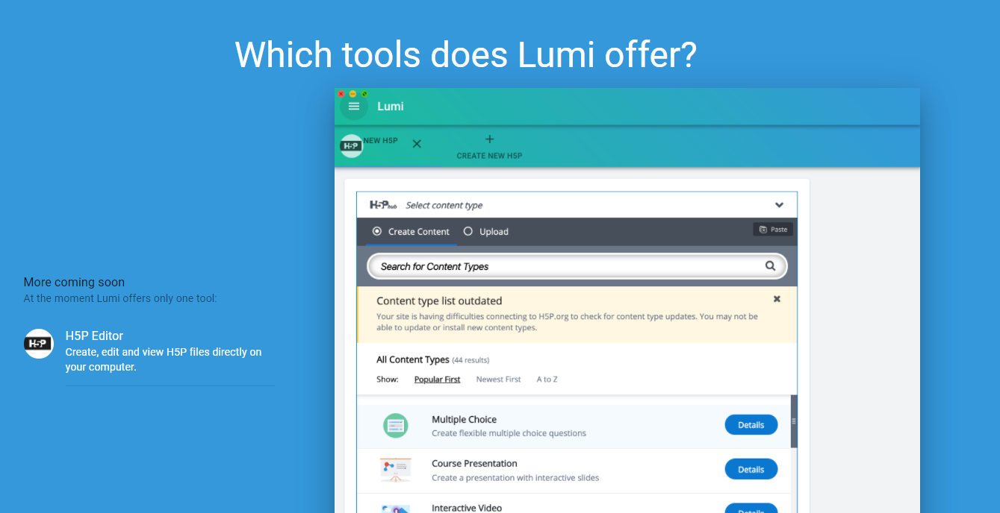 Which tools does Lumi offer?
Lumi
H5P
NEW H5P
CREATE NEW H5P
H5Phub Select content type
Create Content
Upload
Paste
Search for Content Types
Content type list outdated
Your site is having difficulties connecting to H5P.org to check for content type updates. You may not be
able to update or install new content types.
All Content Types (44 results)
Show: Popular First Newest First A to Z
Multiple Choice
Create flexible multiple choice questions
Details
Course Presentation
Create a presentation with interactive slides
Details
Interactive Video
Details
More coming soon
At the moment Lumi offers only one tool:
H5P
H5P Editor
Create, edit and view H5P files directly on
your computer.